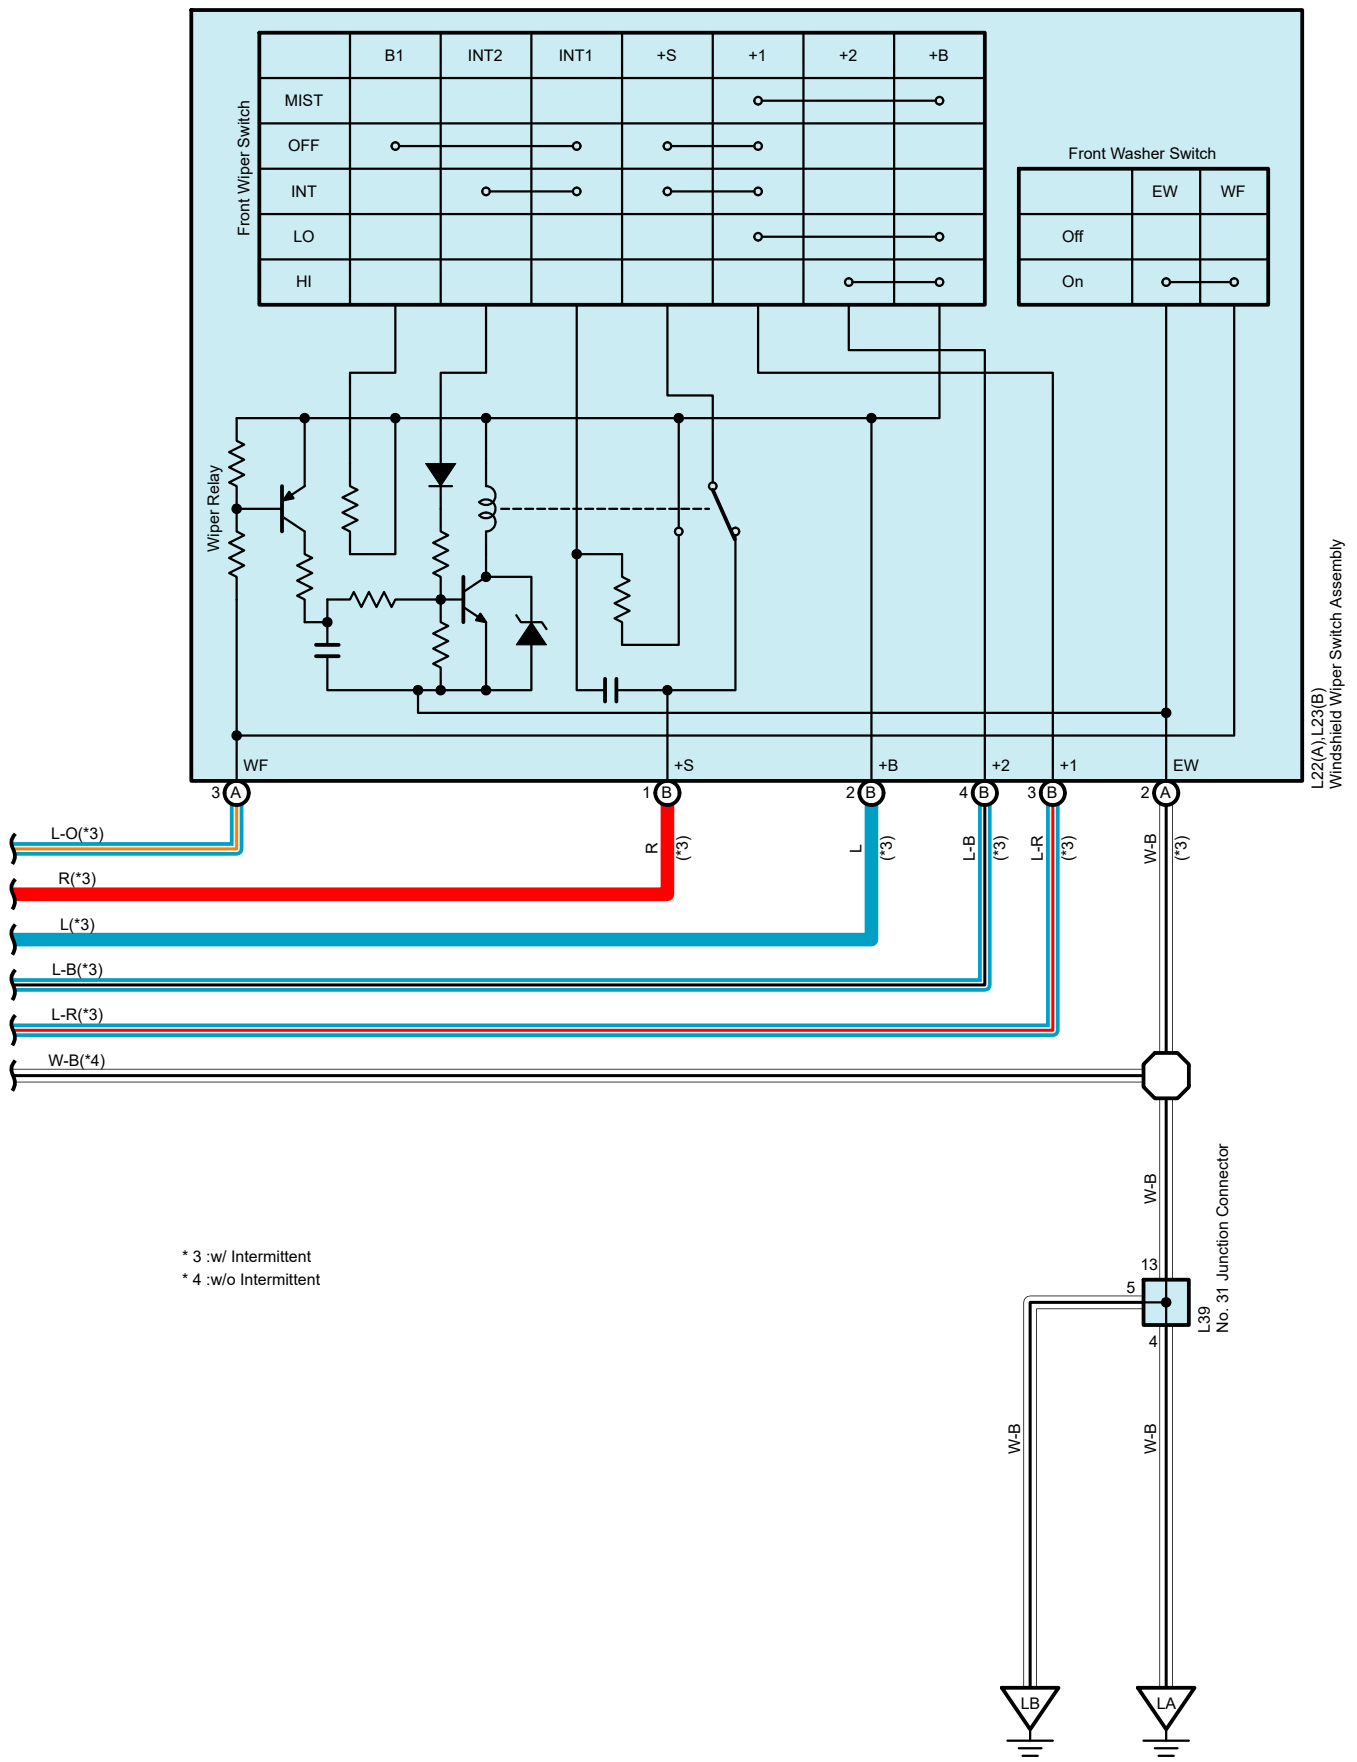 B1 INT2 INT1 +S +1 +2 +B
MIST
OFF
INT
LO
HI
Front Wiper Switch
Front Washer Switch
EW WF
Off
On
Wiper Relay
L22(A),L23(B)
Windshield Wiper Switch Assembly
WF +S +B +2 +1 EW
3 A 1 B 2 B 4 B 3 B 2 A
R (*3) L (*3) L-B (*3) L-R (*3) W-B (*3)
L-O(*3)
R(*3)
L(*3)
L-B(*3)
L-R(*3)
W-B(*4)
W-B
* 3 :w/ Intermittent
* 4 :w/o Intermittent
13
5
4
L39
No. 31 Junction Connector
W-B W-B
LB LA